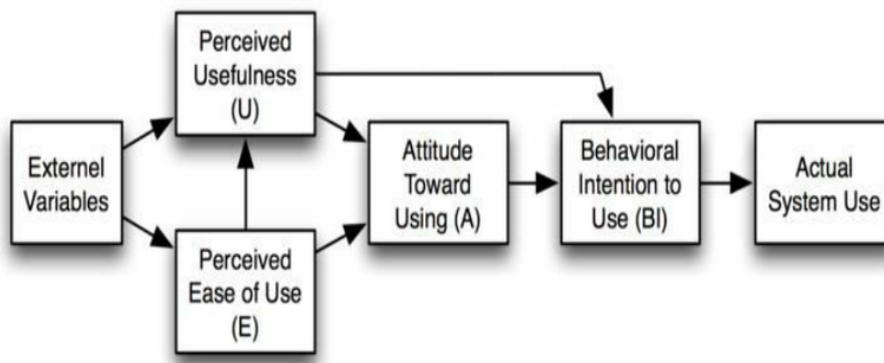 Perceived
Usefulness
(U)
Externel
Variables
Perceived
Ease of Use
(E)
Attitude
Toward
Using (A)
Behavioral
Intention to
Use (BI)
Actual
System Use